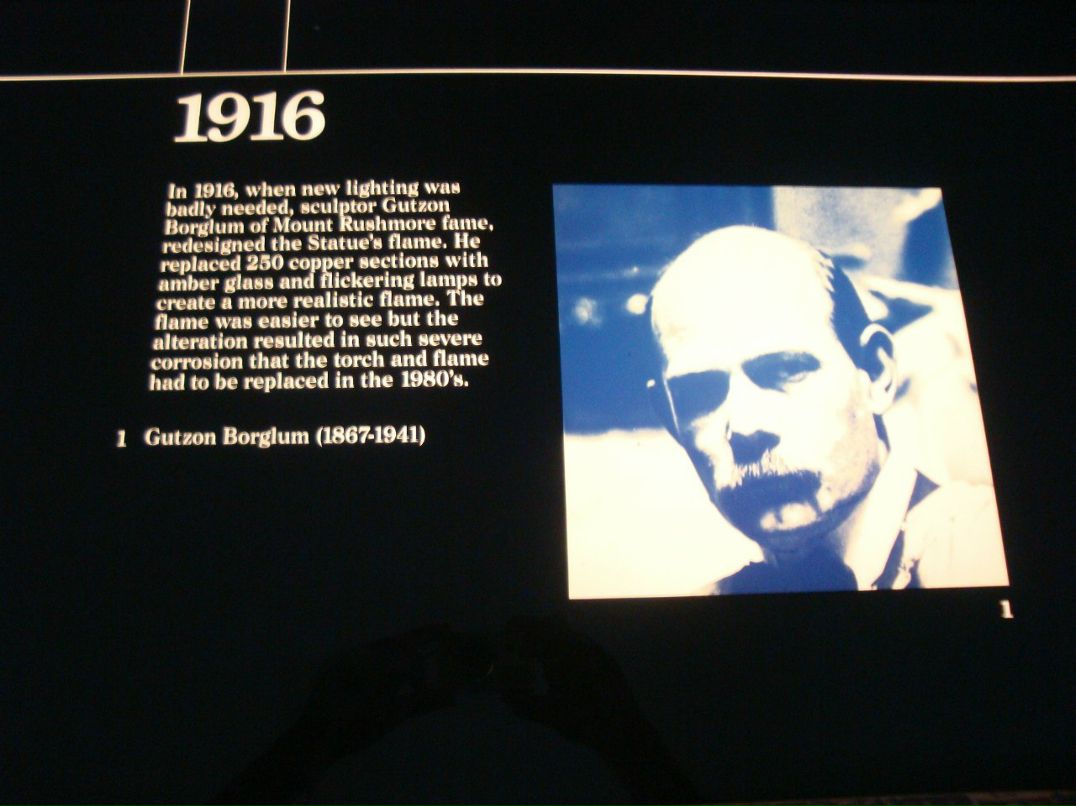 1916
In 1916, when new lighting was
badly needed, sculptor Gutzon
Borglum of Mount Rushmore fame,
redesigned the Statue's flame. He
replaced 250 copper sections with
amber glass and flickering lamps to
create a more realistic flame. The
flame was easier to see but the
alteration resulted in such severe
corrosion that the torch and flame
had to be replaced in the 1980's.
1 Gutzon Borglum (1867-1941)
1